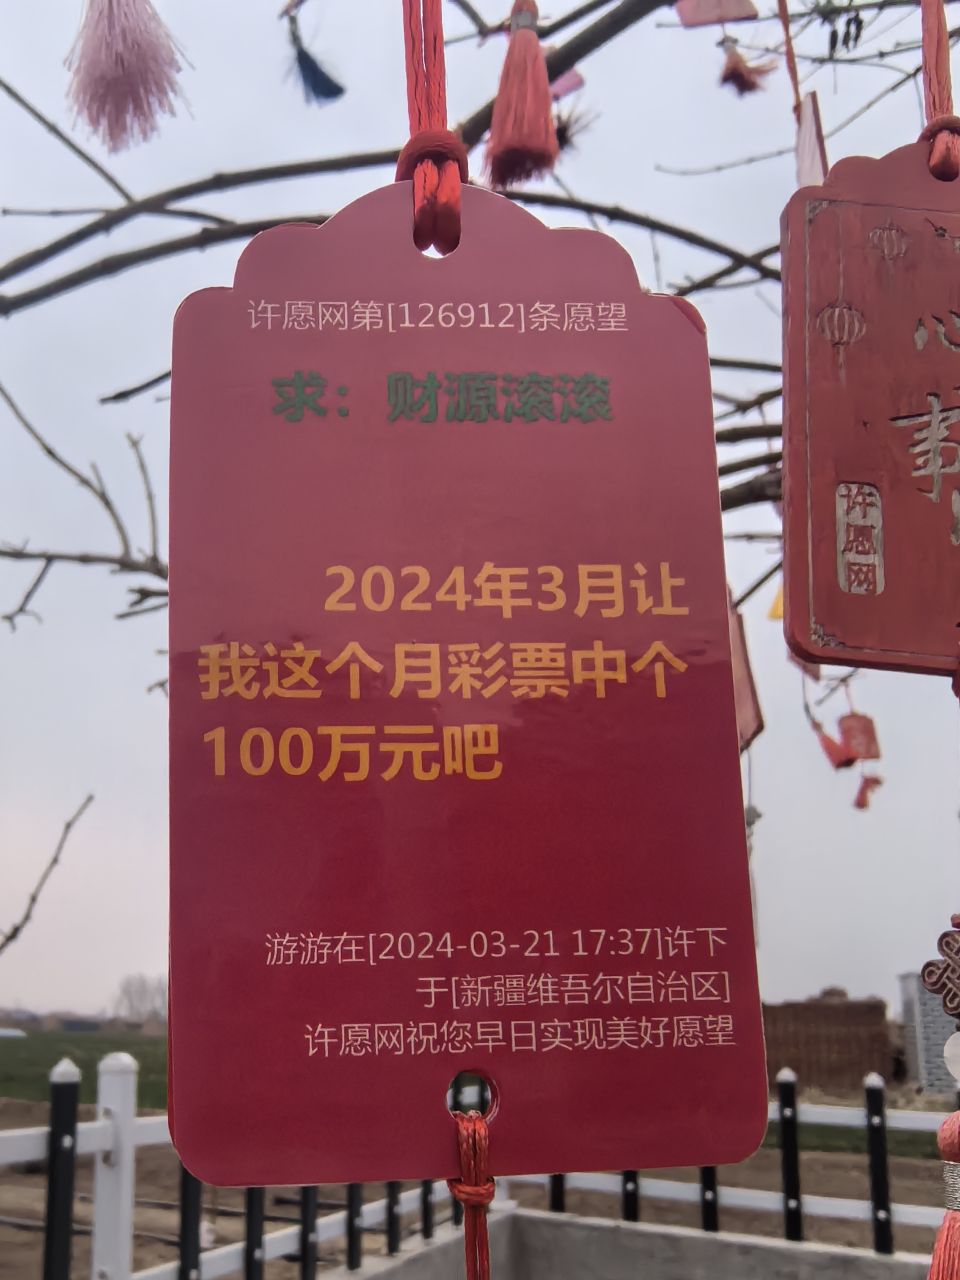 许愿网第[126912]条愿望
求：财源滚滚
2024年3月让
我这个月彩票中个
100万元吧
游游在[2024-03-21 17:37]许下
于[新疆维吾尔自治区]
许愿网祝您早日实现美好愿望
心
事
许愿网